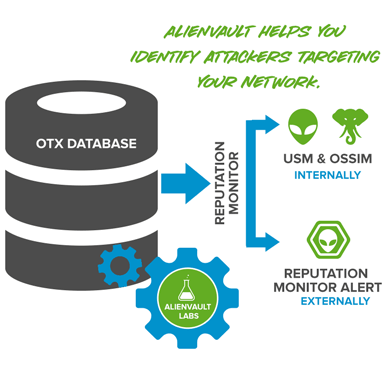 ALIENVAULT HELPS YOU
IDENTIFY ATTACKERS TARGETING
YOUR NETWORK.
OTX DATABASE
REPUTATION
MONITOR
USM & OSSIM
INTERNALLY
ALIENVAULT
LABS
REPUTATION
MONITOR ALERT
EXTERNALLY